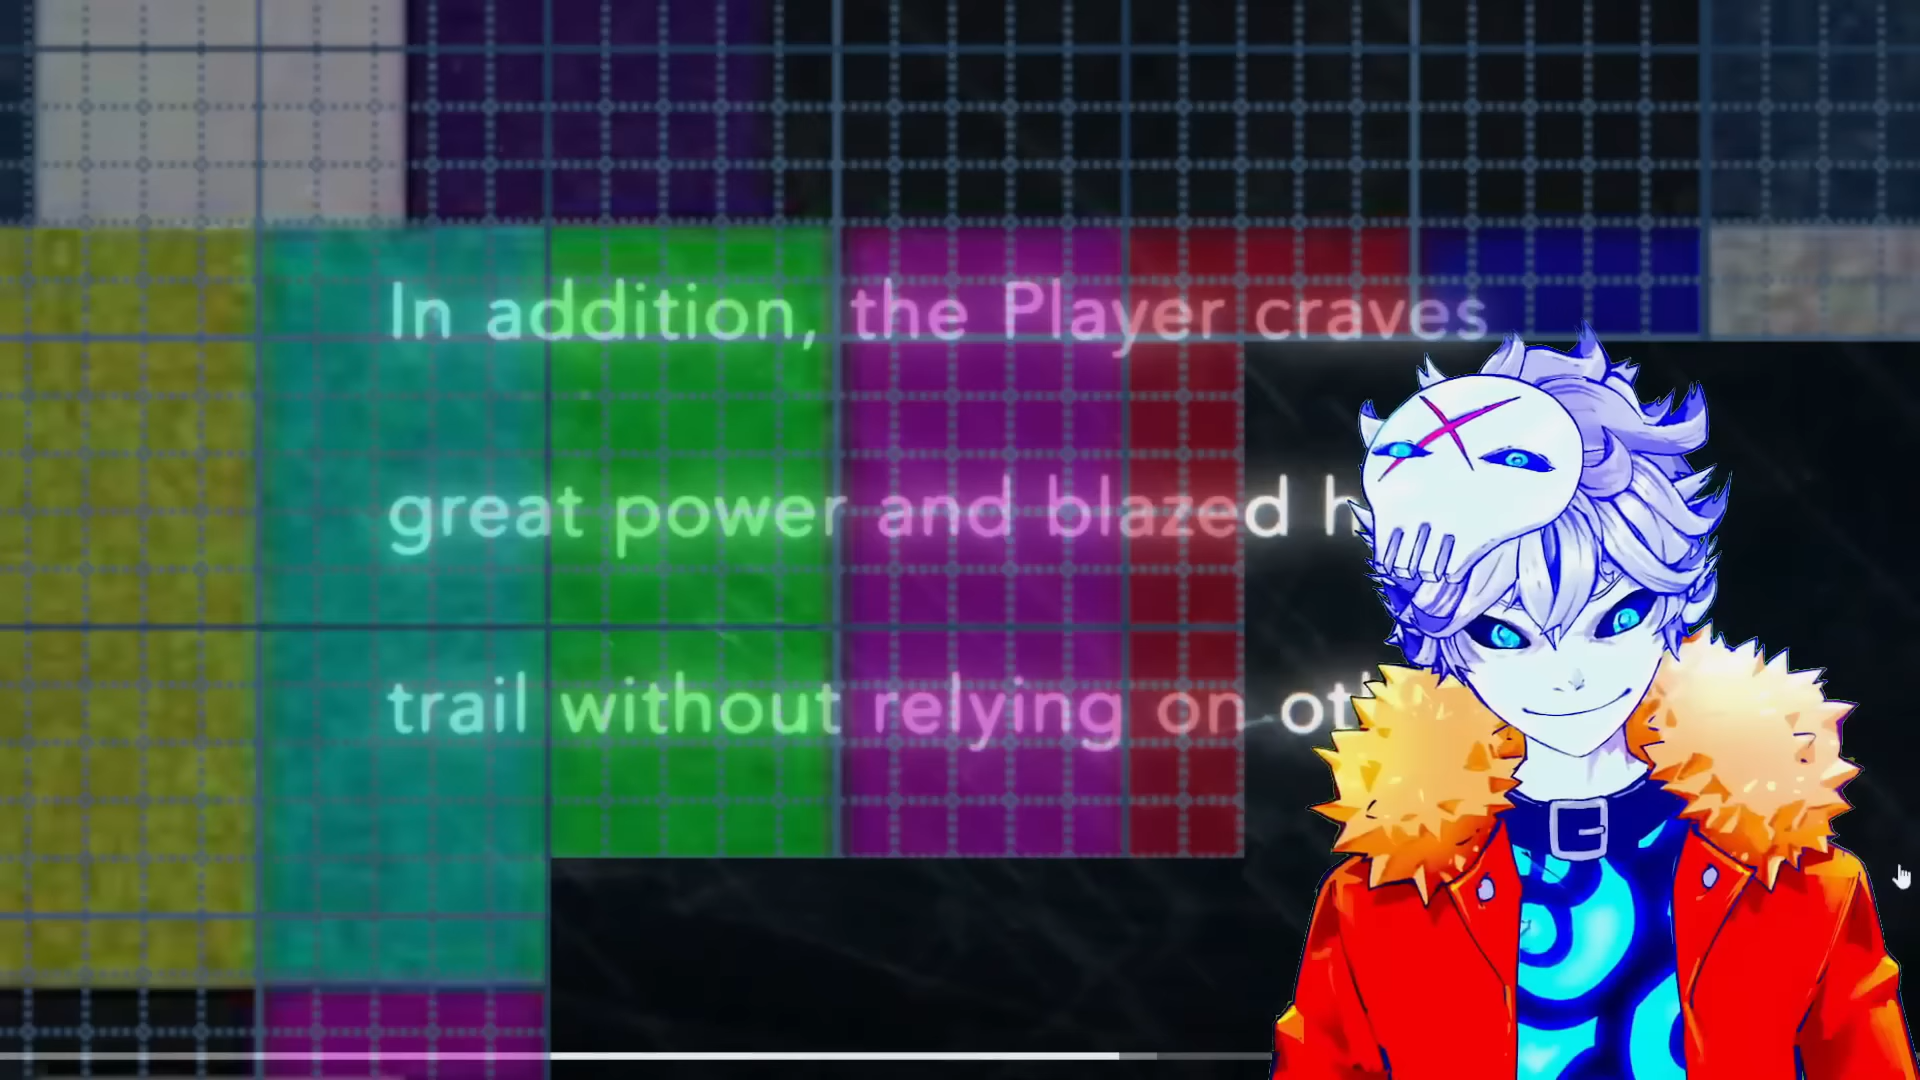 In addition, the Player craves
great power and blazed
trail without relying on